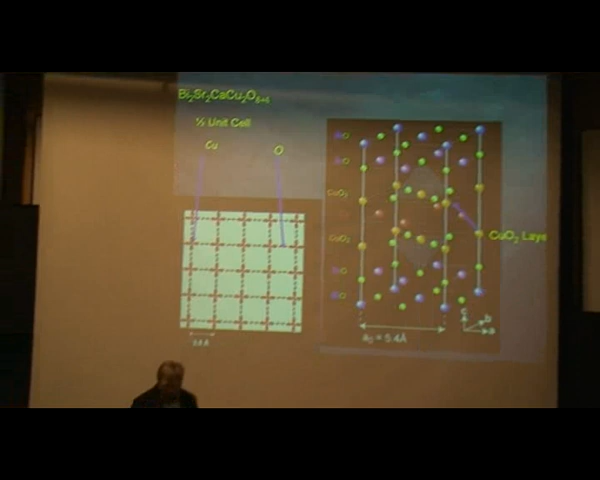 Bi₂Sr₂CaCu₂O₈₊δ
½ Unit Cell
Cu O
CuO₂
CuO₂
CuO₂ Laye
a₀ = 5.4Å
c
b
a